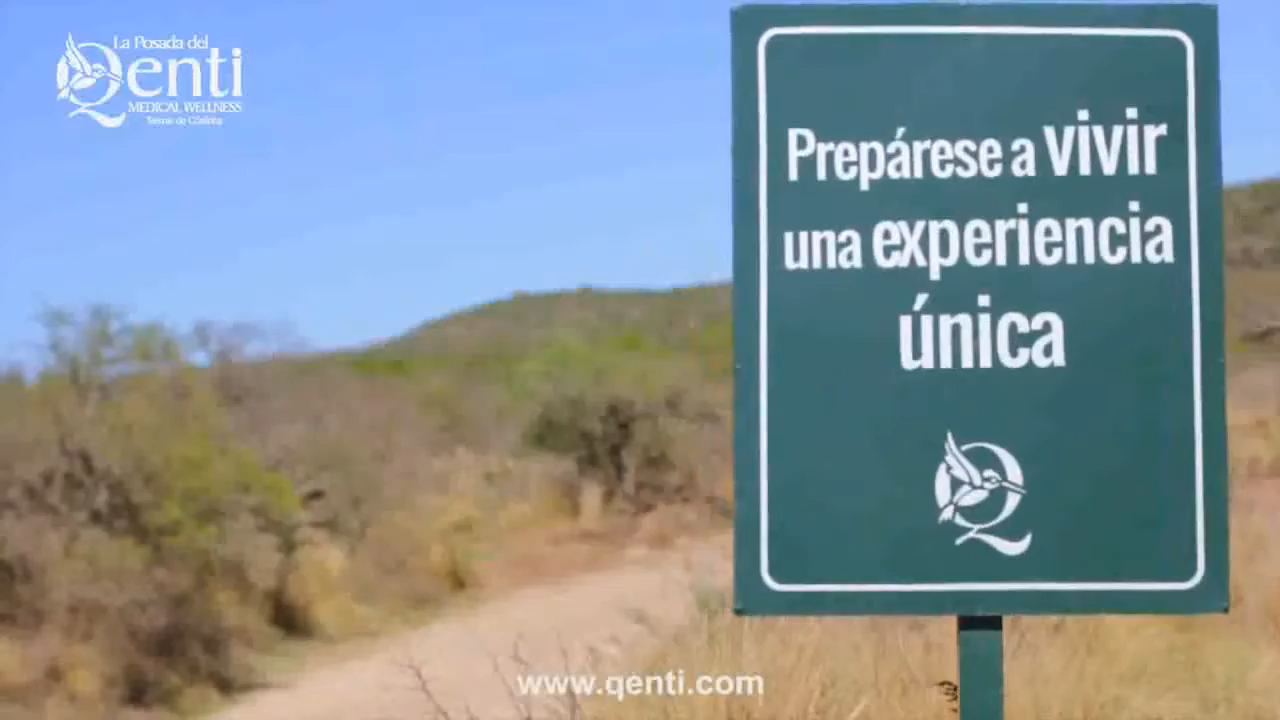 La Posada del
Qenti
MEDICAL WELLNESS
Prepárese a vivir
una experiencia
única
www.qenti.com